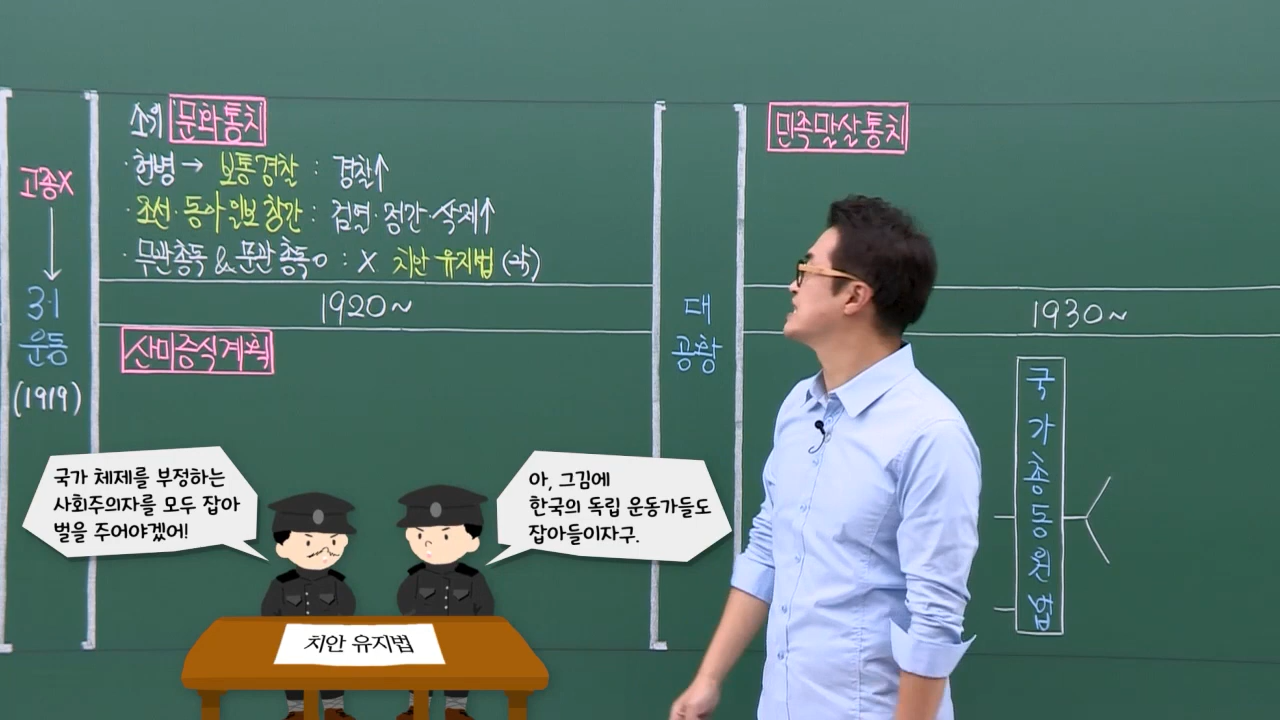 고종X
3·1
운동
(1919)
소위 문화통치
·헌병→ 보통경찰 : 경찰↑
·조선·동아일보 창간 : 검열·정간·삭제↑
·무관총독 & 문관총독o : X 치안 유지법 (각)
1920~
산미증식계획
대
공황
민족말살통치
1930~
국가총동원법
국가 체제를 부정하는
사회주의자를 모두 잡아
벌을 주어야겠어!
아, 그김에
한국의 독립 운동가들도
잡아들이자구.
치안 유지법